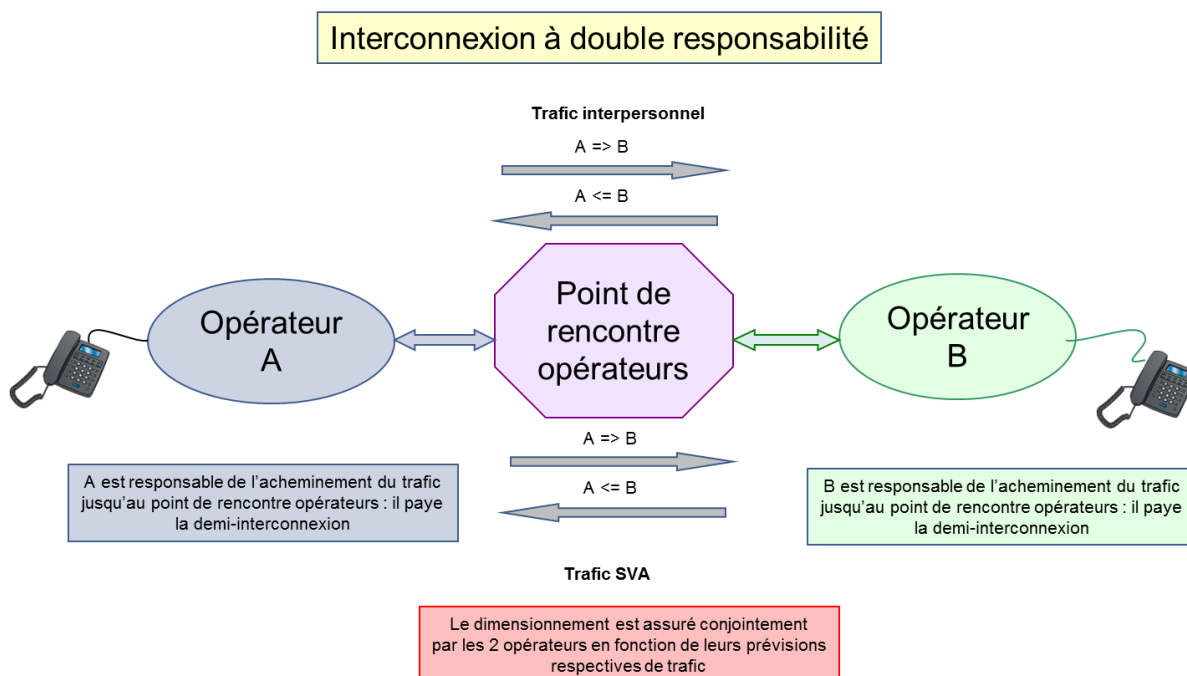 Interconnexion à double responsabilité
Trafic interpersonnel
A => B
A <= B
Opérateur
A
Point de
rencontre
opérateurs
Opérateur
B
A => B
A <= B
A est responsable de l’acheminement du trafic
jusqu’au point de rencontre opérateurs : il paye
la demi-interconnexion
B est responsable de l’acheminement du trafic
jusqu’au point de rencontre opérateurs : il paye
la demi-interconnexion
Trafic SVA
Le dimensionnement est assuré conjointement
par les 2 opérateurs en fonction de leurs prévisions
respectives de trafic